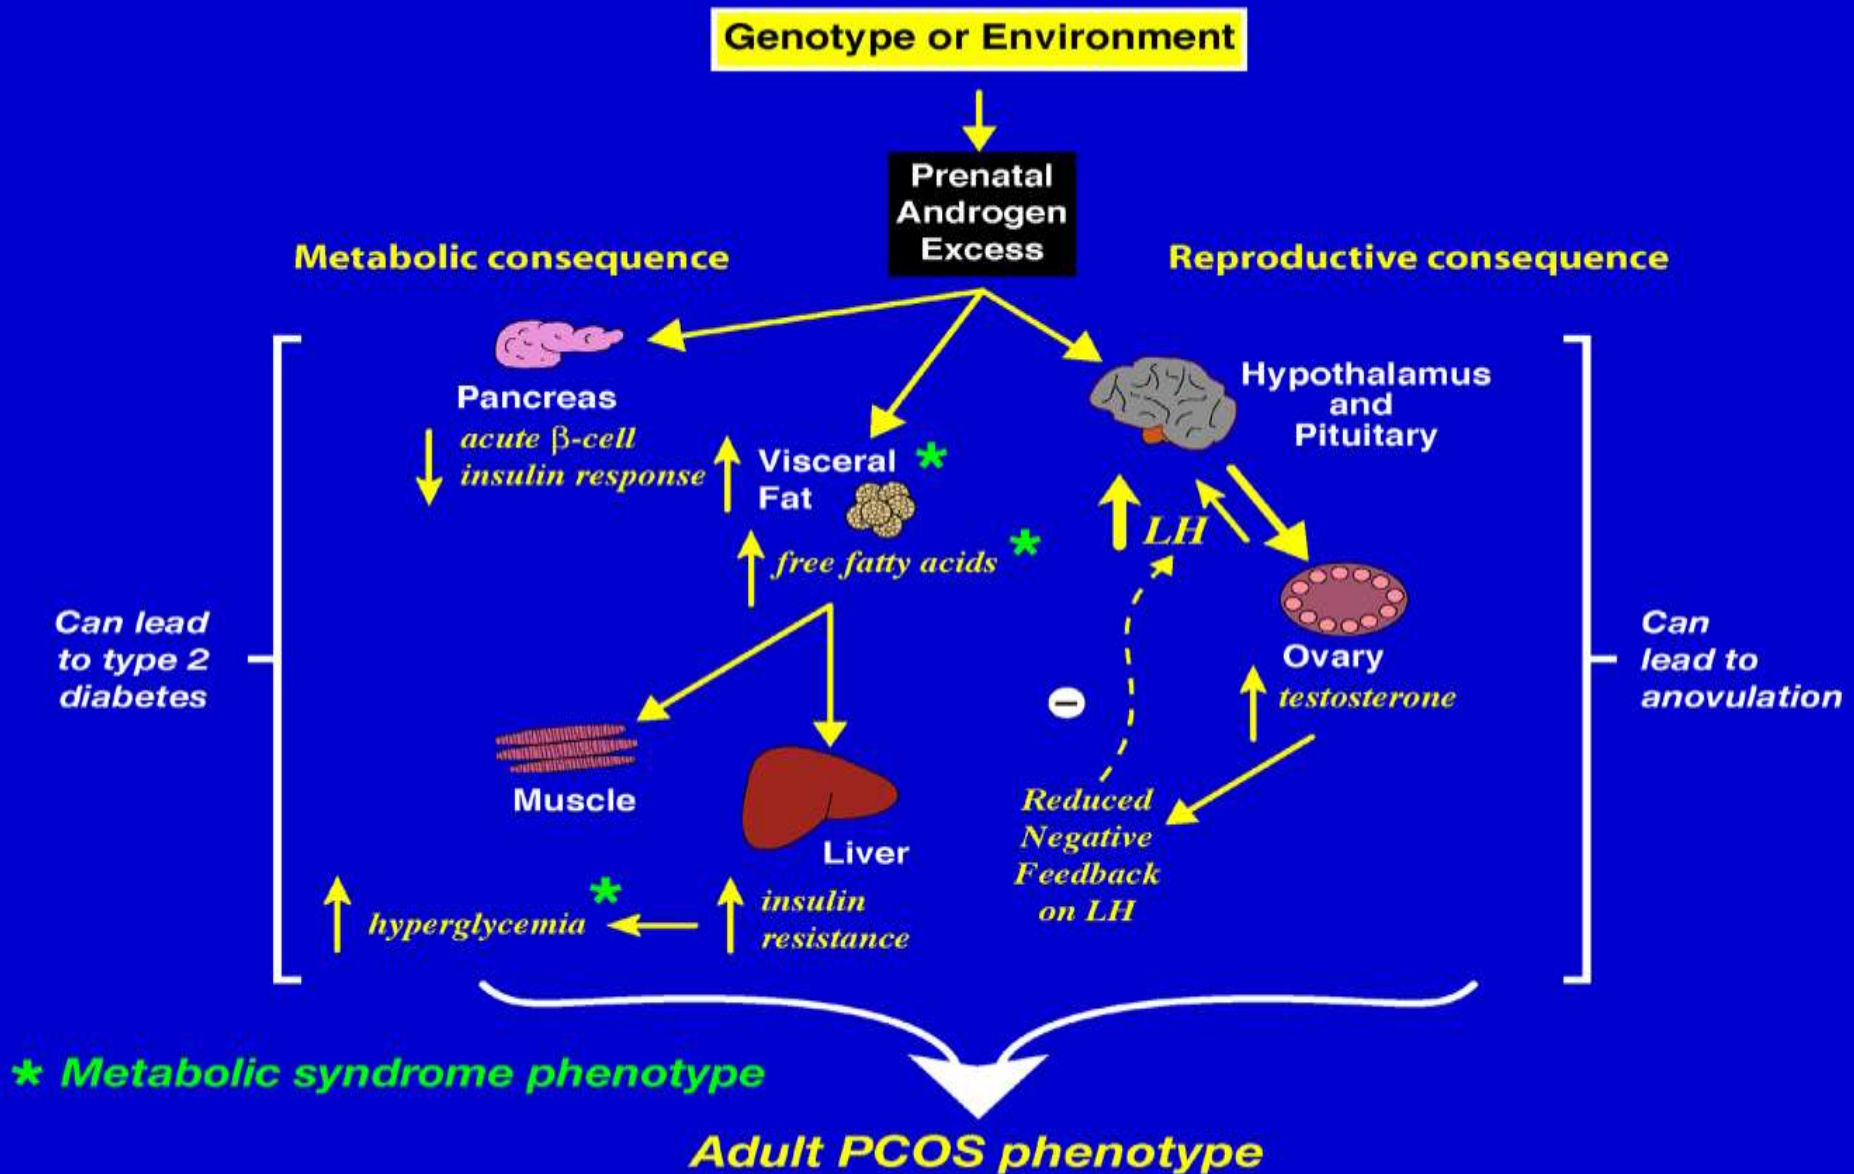 Genotype or Environment
Prenatal
Androgen
Excess
Metabolic consequence
Reproductive consequence
Pancreas
acute β-cell
insulin response
Visceral *
Fat
free fatty acids *
Hypothalamus
and
Pituitary
LH
Ovary
testosterone
Can lead
to type 2
diabetes
Can
lead to
anovulation
Muscle
Liver
−
Reduced
Negative
Feedback
on LH
hyperglycemia *
insulin
resistance
* Metabolic syndrome phenotype
Adult PCOS phenotype